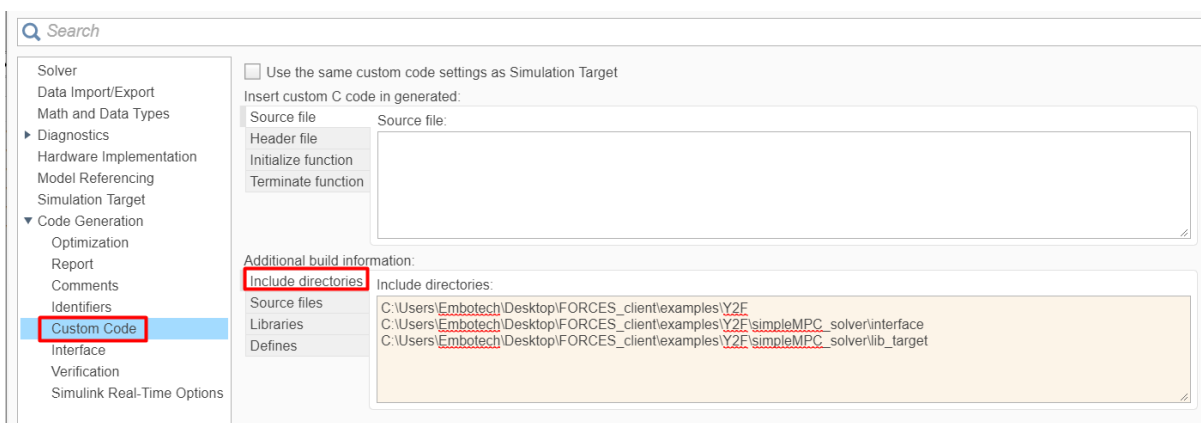 Search
Solver
Data Import/Export
Math and Data Types
Diagnostics
Hardware Implementation
Model Referencing
Simulation Target
Code Generation
Optimization
Report
Comments
Identifiers
Custom Code
Interface
Verification
Simulink Real-Time Options
Use the same custom code settings as Simulation Target
Insert custom C code in generated:
Source file
Header file
Initialize function
Terminate function
Source file:
Additional build information:
Include directories
Source files
Libraries
Defines
Include directories:
C:\Users\Embotech\Desktop\FORCES_client\examples\Y2F
C:\Users\Embotech\Desktop\FORCES_client\examples\Y2F\simpleMPC_solver\interface
C:\Users\Embotech\Desktop\FORCES_client\examples\Y2F\simpleMPC_solver\lib_target